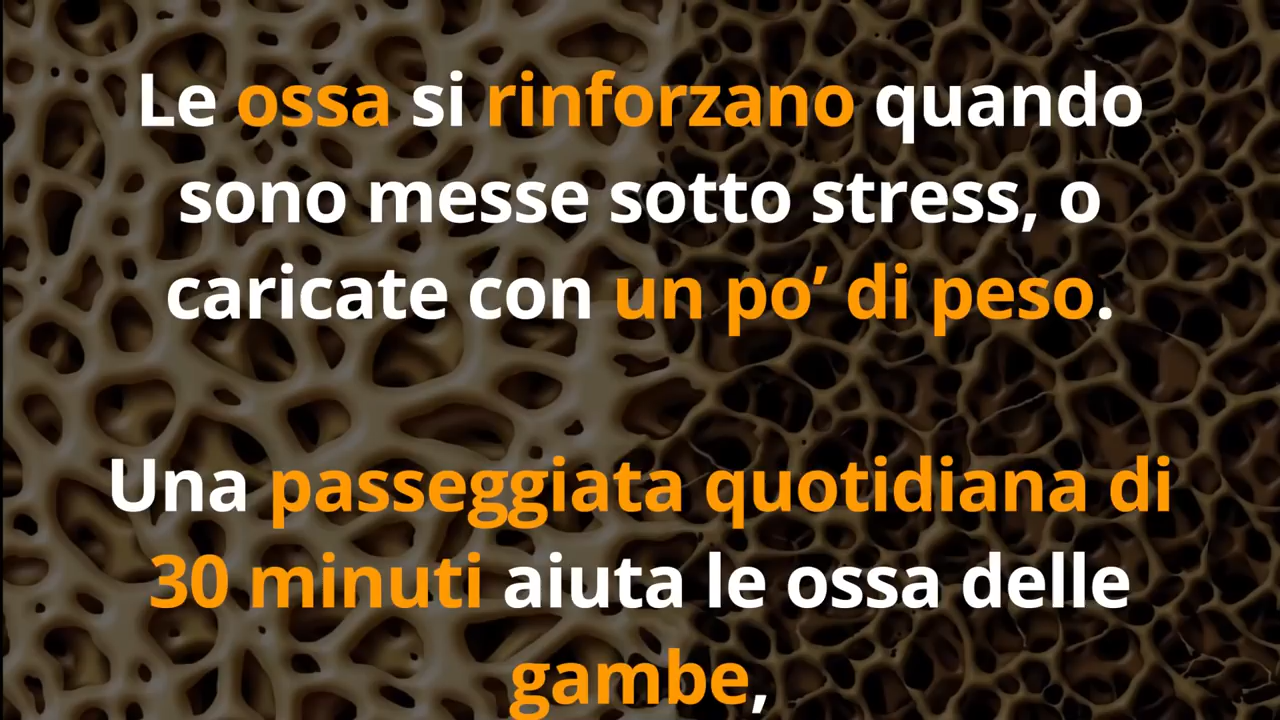 Le ossa si rinforzano quando
sono messe sotto stress, o
caricate con un po’ di peso.
Una passeggiata quotidiana di
30 minuti aiuta le ossa delle
gambe,